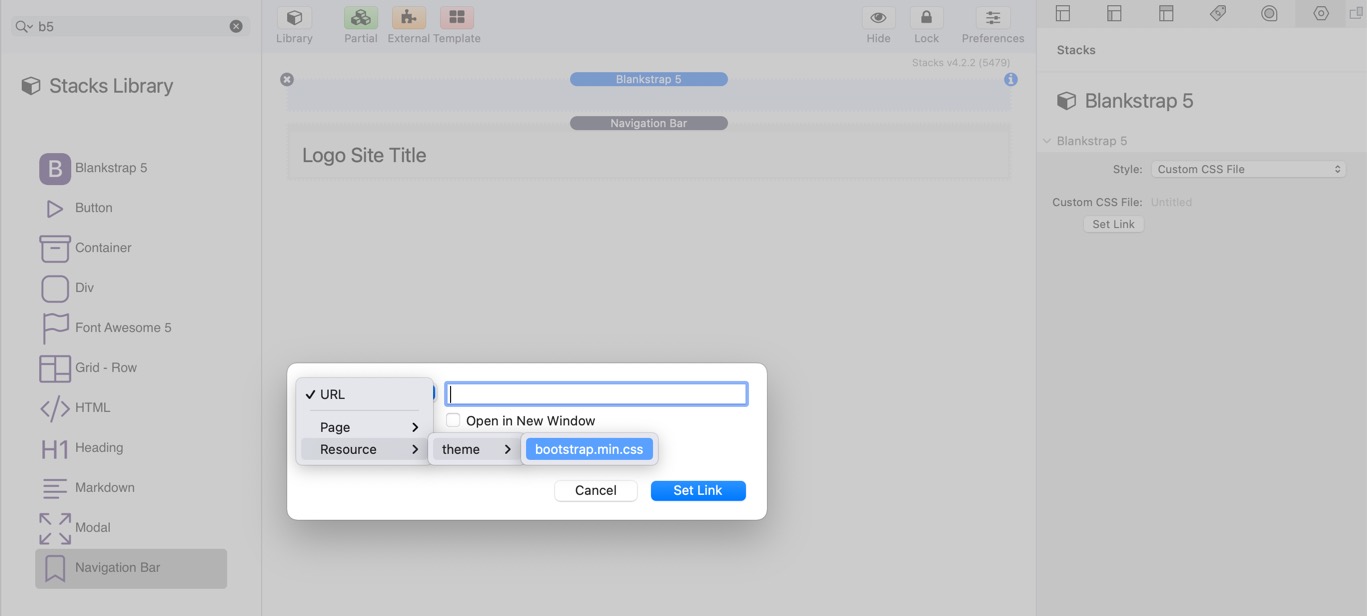 b5
Library
Partial
External
Template
Hide
Lock
Preferences
Stacks Library
Blankstrap 5
Button
Container
Div
Font Awesome 5
Grid - Row
HTML
Heading
Markdown
Modal
Navigation Bar
Stacks v4.2.2 (5479)
Blankstrap 5
Navigation Bar
Logo Site Title
URL
Page
Resource
theme
bootstrap.min.css
Open in New Window
Cancel
Set Link
Stacks
Blankstrap 5
Blankstrap 5
Style: Custom CSS File
Custom CSS File: Untitled
Set Link